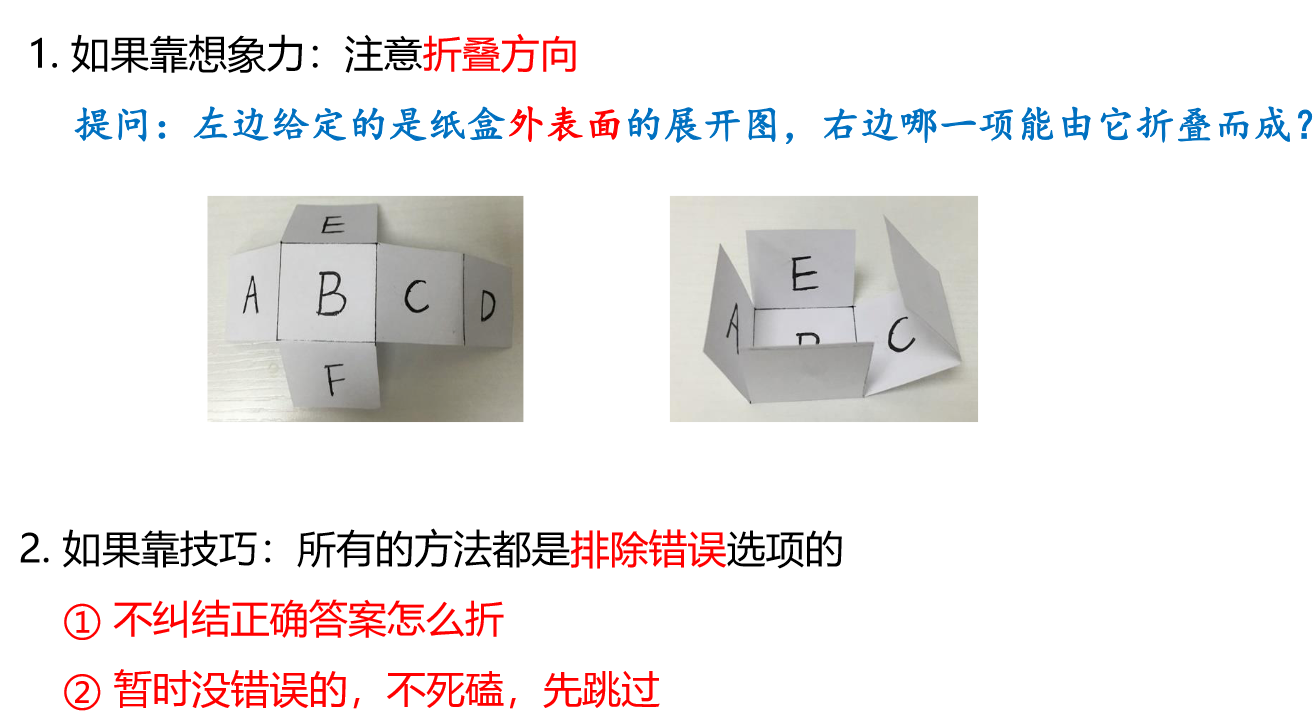 1. 如果靠想象力：注意折叠方向
提问：左边给定的是纸盒外表面的展开图，右边哪一项能由它折叠而成？
E
A B C D
F
E
A B C
2. 如果靠技巧：所有的方法都是排除错误选项的
① 不纠结正确答案怎么折
② 暂时没错误的，不死磕，先跳过